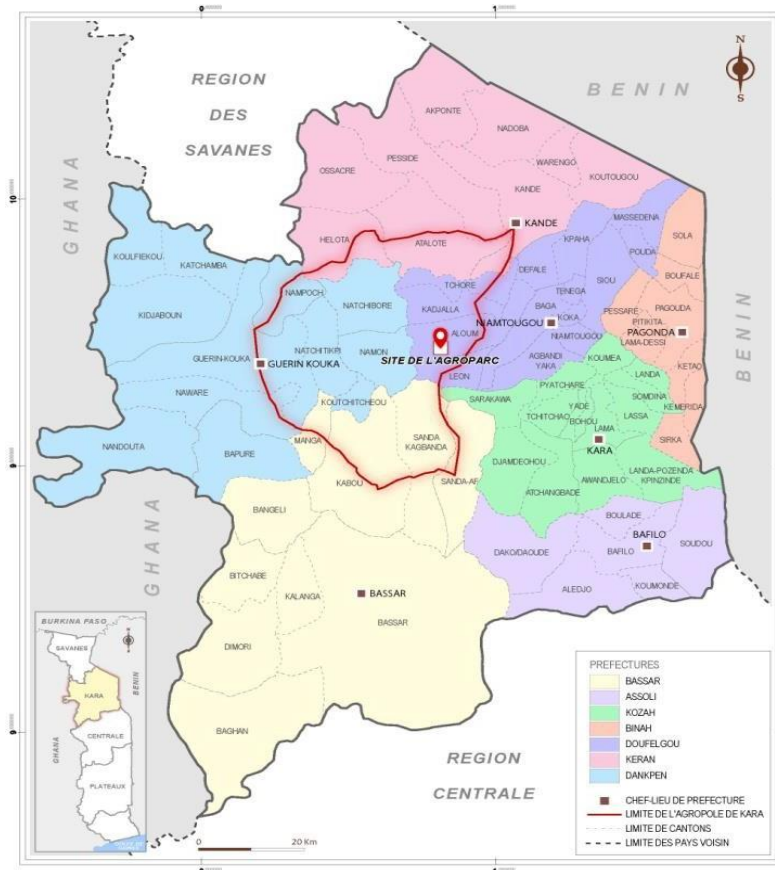 0
1
N
S
BENIN
REGION
DES
SAVANES
GHANA
AKPONTE
NADOBA
PESSIDE
WARENGO
OSSACRE
KOUTOUGOU
KANDE
10
MASSEDENA
KANDE
HELOTA
ATALOTE
KPAHA
SOLA
KOULFIEKOU
POUDA
KATCHAMBA
DEFALE
TCHORE
SIOU
BOUFALE
NAMPOCH
TENEGA
NATCHIBORE
KADJALLA
BAGA
PESSARE
PAGOUDA
KIDJABOUN
KOKA
PITIKITA
ALOUM
NIAMTOUGOU
PAGONDA
NIAMTOUGOU
LAMA-DESSI
NATCHITIKPI
NAMON
GUERIN-KOUKA
GUERIN KOUKA
SITE DE L'AGROPARC
AGBANDI
YAKA
KOUMEA
KETAO
LEON
LANDA
BENIN
NAWARE
KOUTCHITCHEOU
SARAKAWA
PYATCHARE
SOMDINA
YADE
KEMERIDA
TCHITCHAO
BOHOU
LASSA
LAMA
SIRKA
NANDOUTA
BAPURE
MANGA
SANDA
KAGBANDA
KARA
DJAMDEOHOU
9
LANDA-POZENDA
KABOU
SANDA-AF
AWANDJELO
KPINZINDE
ATCHANGBADE
BANGELI
BOULADE
BAFILO
GHANA
DAKO/DAOUDE
BAFILO
SOUDOU
BITCHABE
ALEDJO
KOUMONDE
KALANGA
BASSAR
BASSAR
DIMORI
BAGHAN
9
REGION
CENTRALE
BURKINA FASO
SAVANES
BENIN
KARA
CENTRALE
GHANA
PLATEAUX
PREFECTURES
BASSAR
ASSOLI
KOZAH
BINAH
DOUFELGOU
KERAN
DANKPEN
CHEF-LIEU DE PREFECTURE
LIMITE DE L'AGROPOLE DE KARA
LIMITE DE CANTONS
LIMITE DES PAYS VOISIN
0
20 Km
0
1